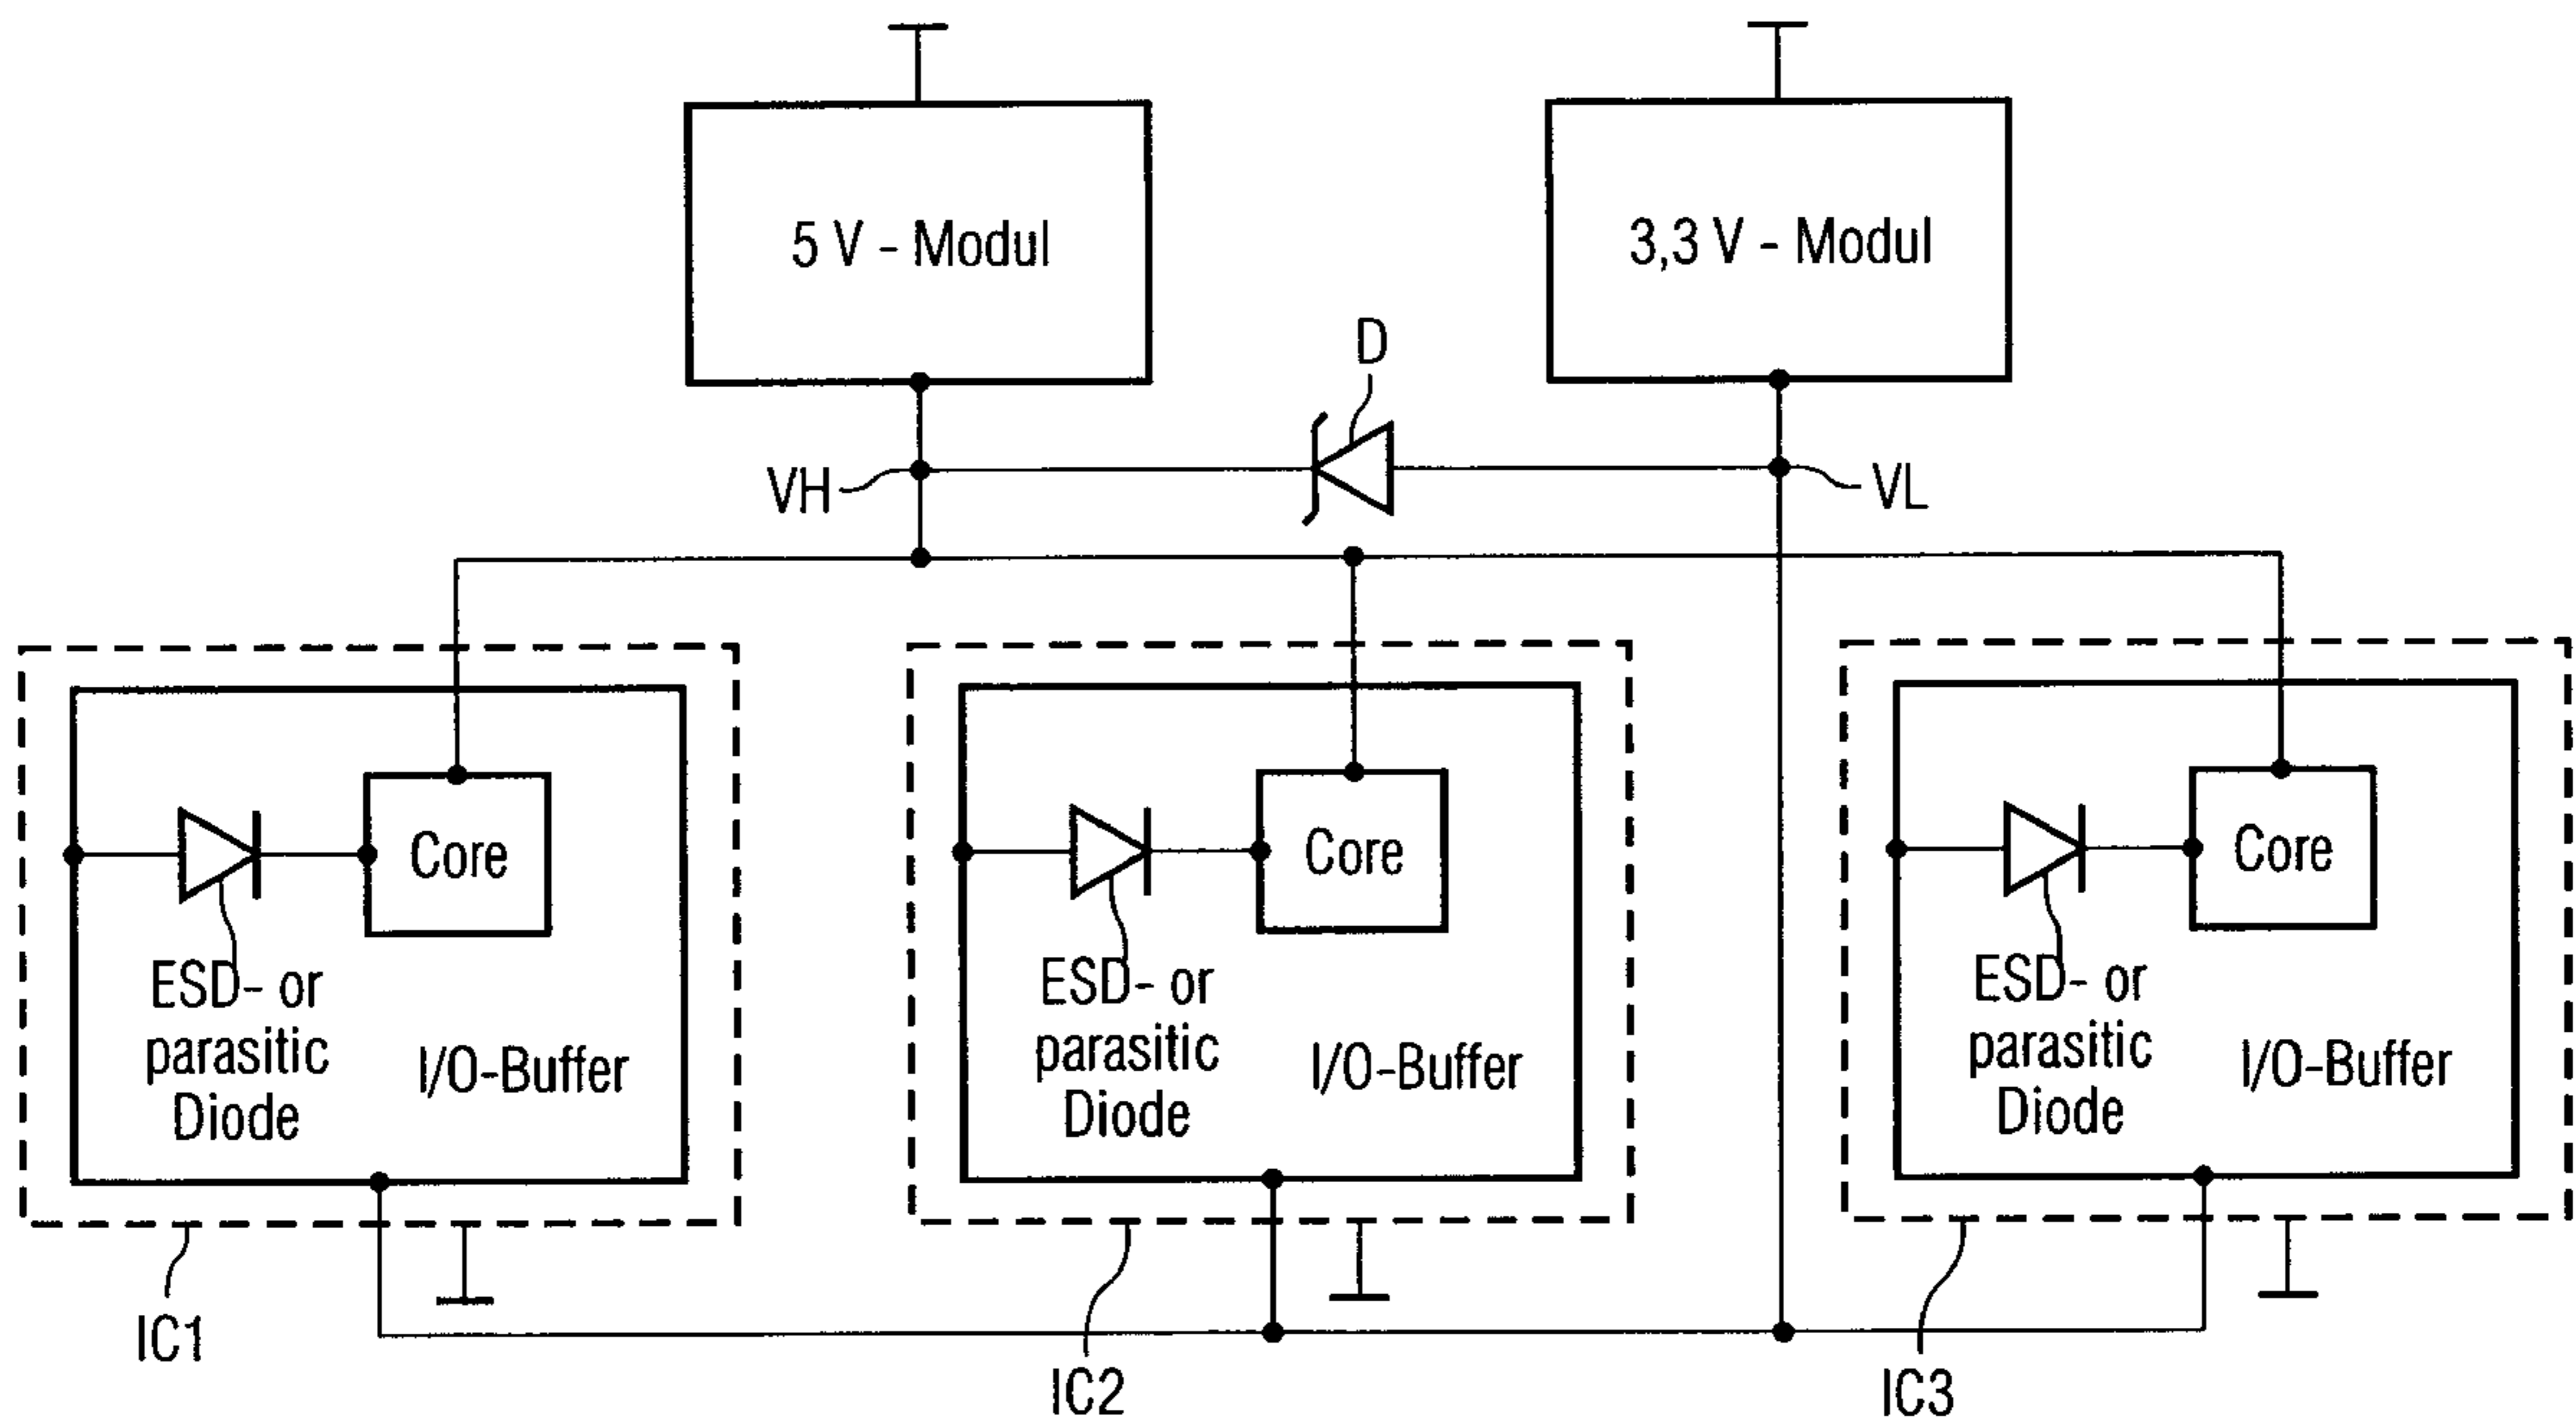 5 V - Modul
3,3 V - Modul
D
VH
VL
Core
ESD- or
parasitic
Diode
I/O-Buffer
Core
ESD- or
parasitic
Diode
I/O-Buffer
Core
ESD- or
parasitic
Diode
I/O-Buffer
IC1
IC2
IC3